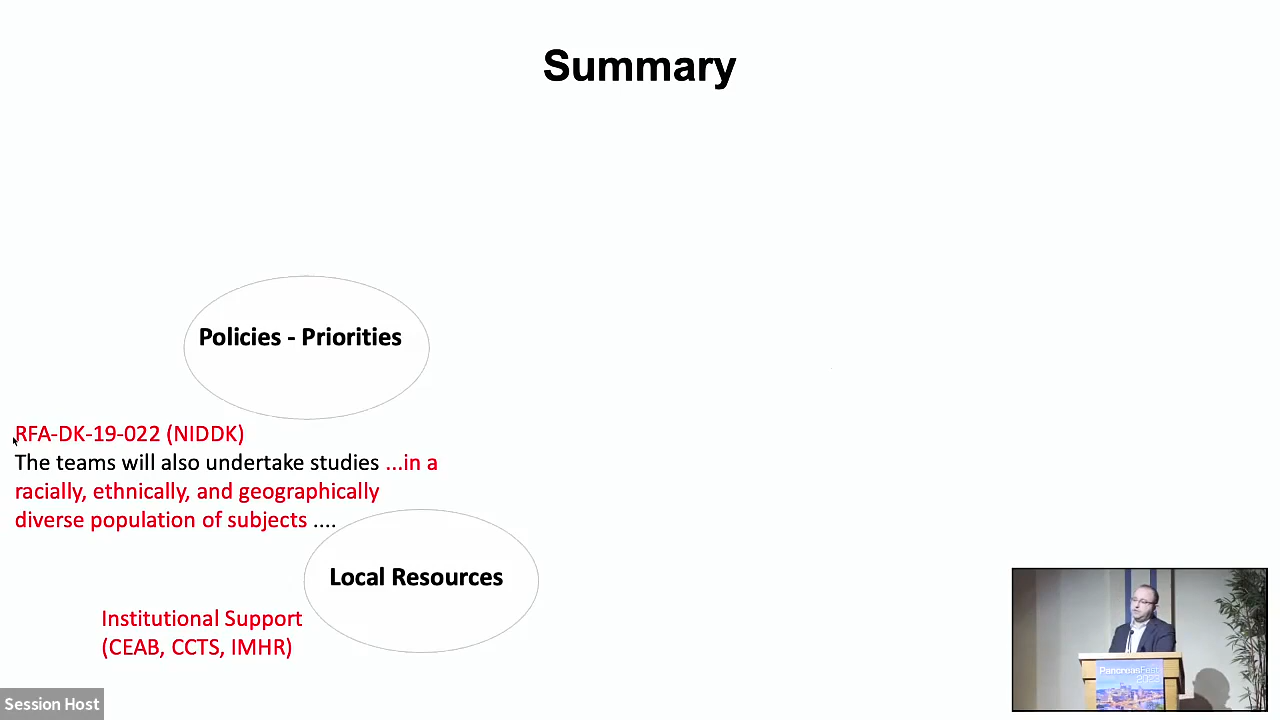 Summary
Policies - Priorities
RFA-DK-19-022 (NIDDK)
The teams will also undertake studies ...in a
racially, ethnically, and geographically
diverse population of subjects ....
Local Resources
Institutional Support
(CEAB, CCTS, IMHR)
PancreasFest
Session Host